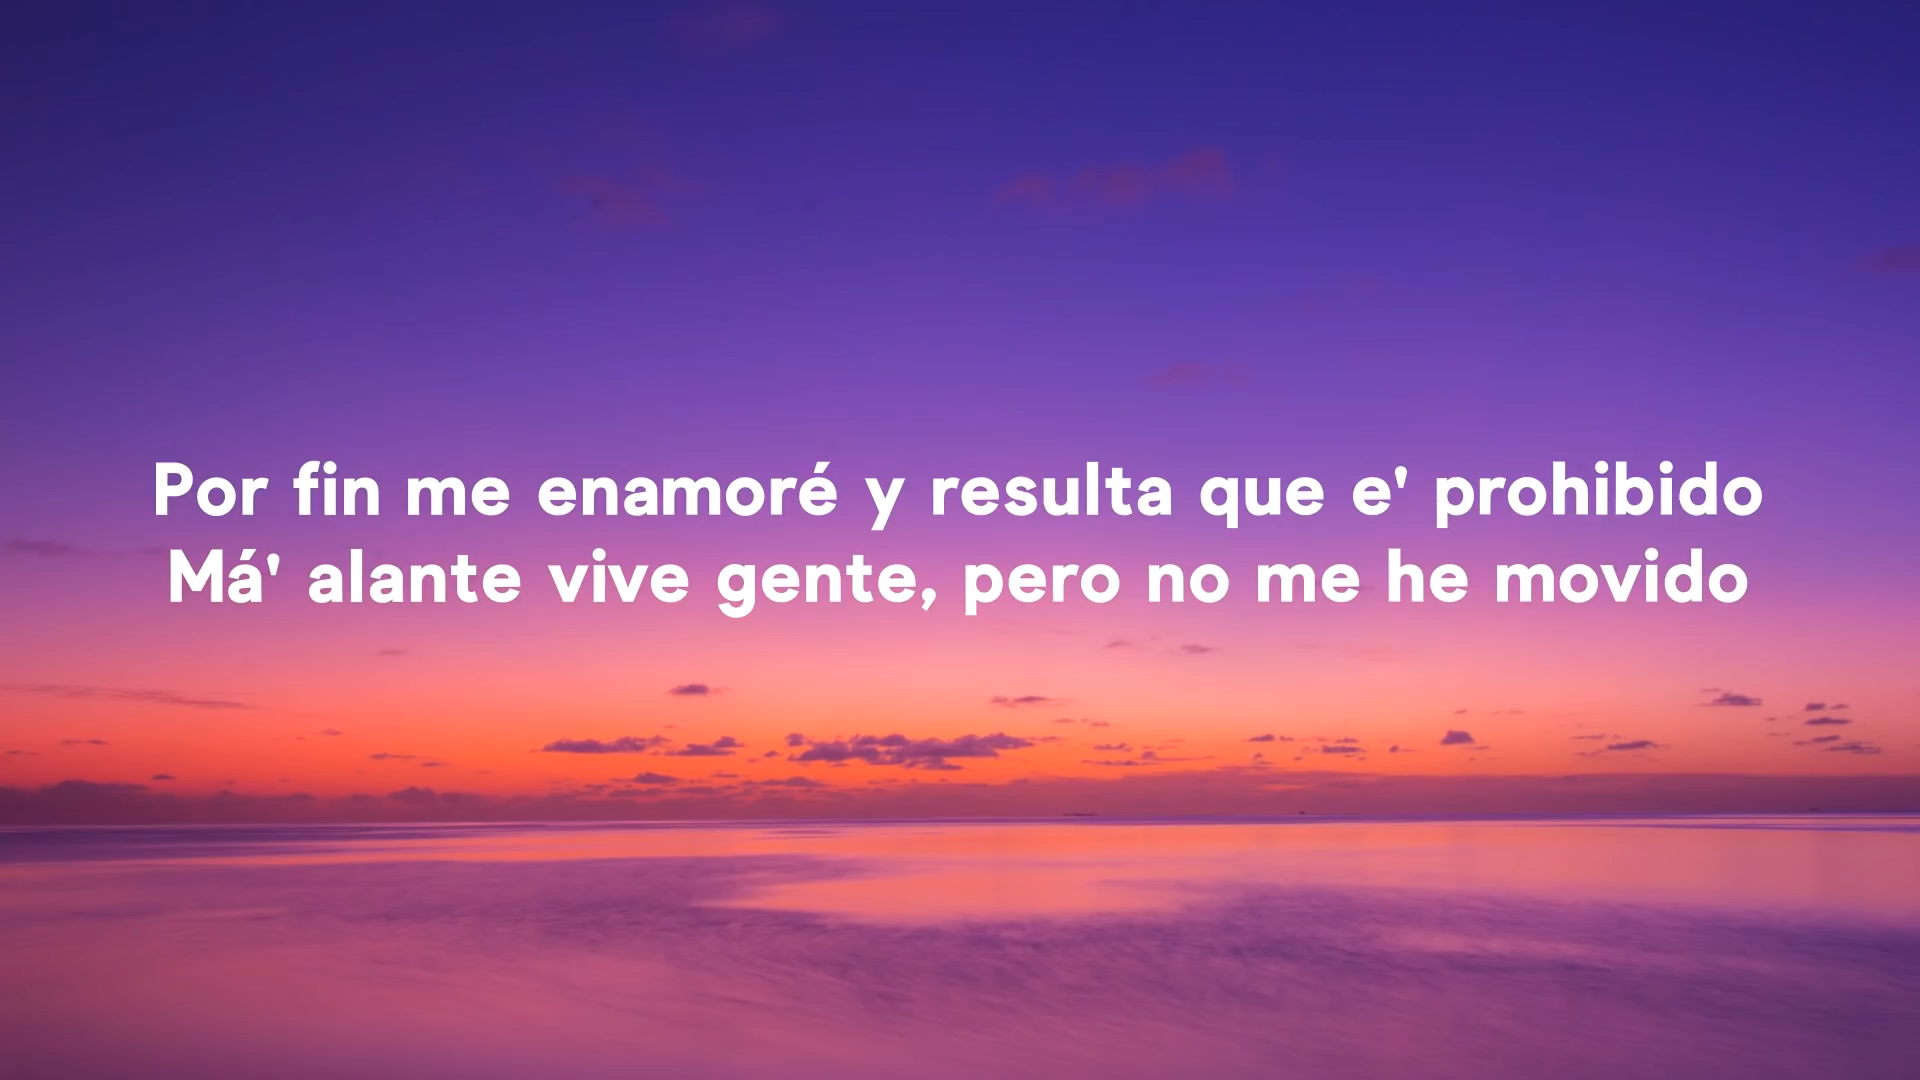 Por fin me enamoré y resulta que e' prohibido
Má' alante vive gente, pero no me he movido